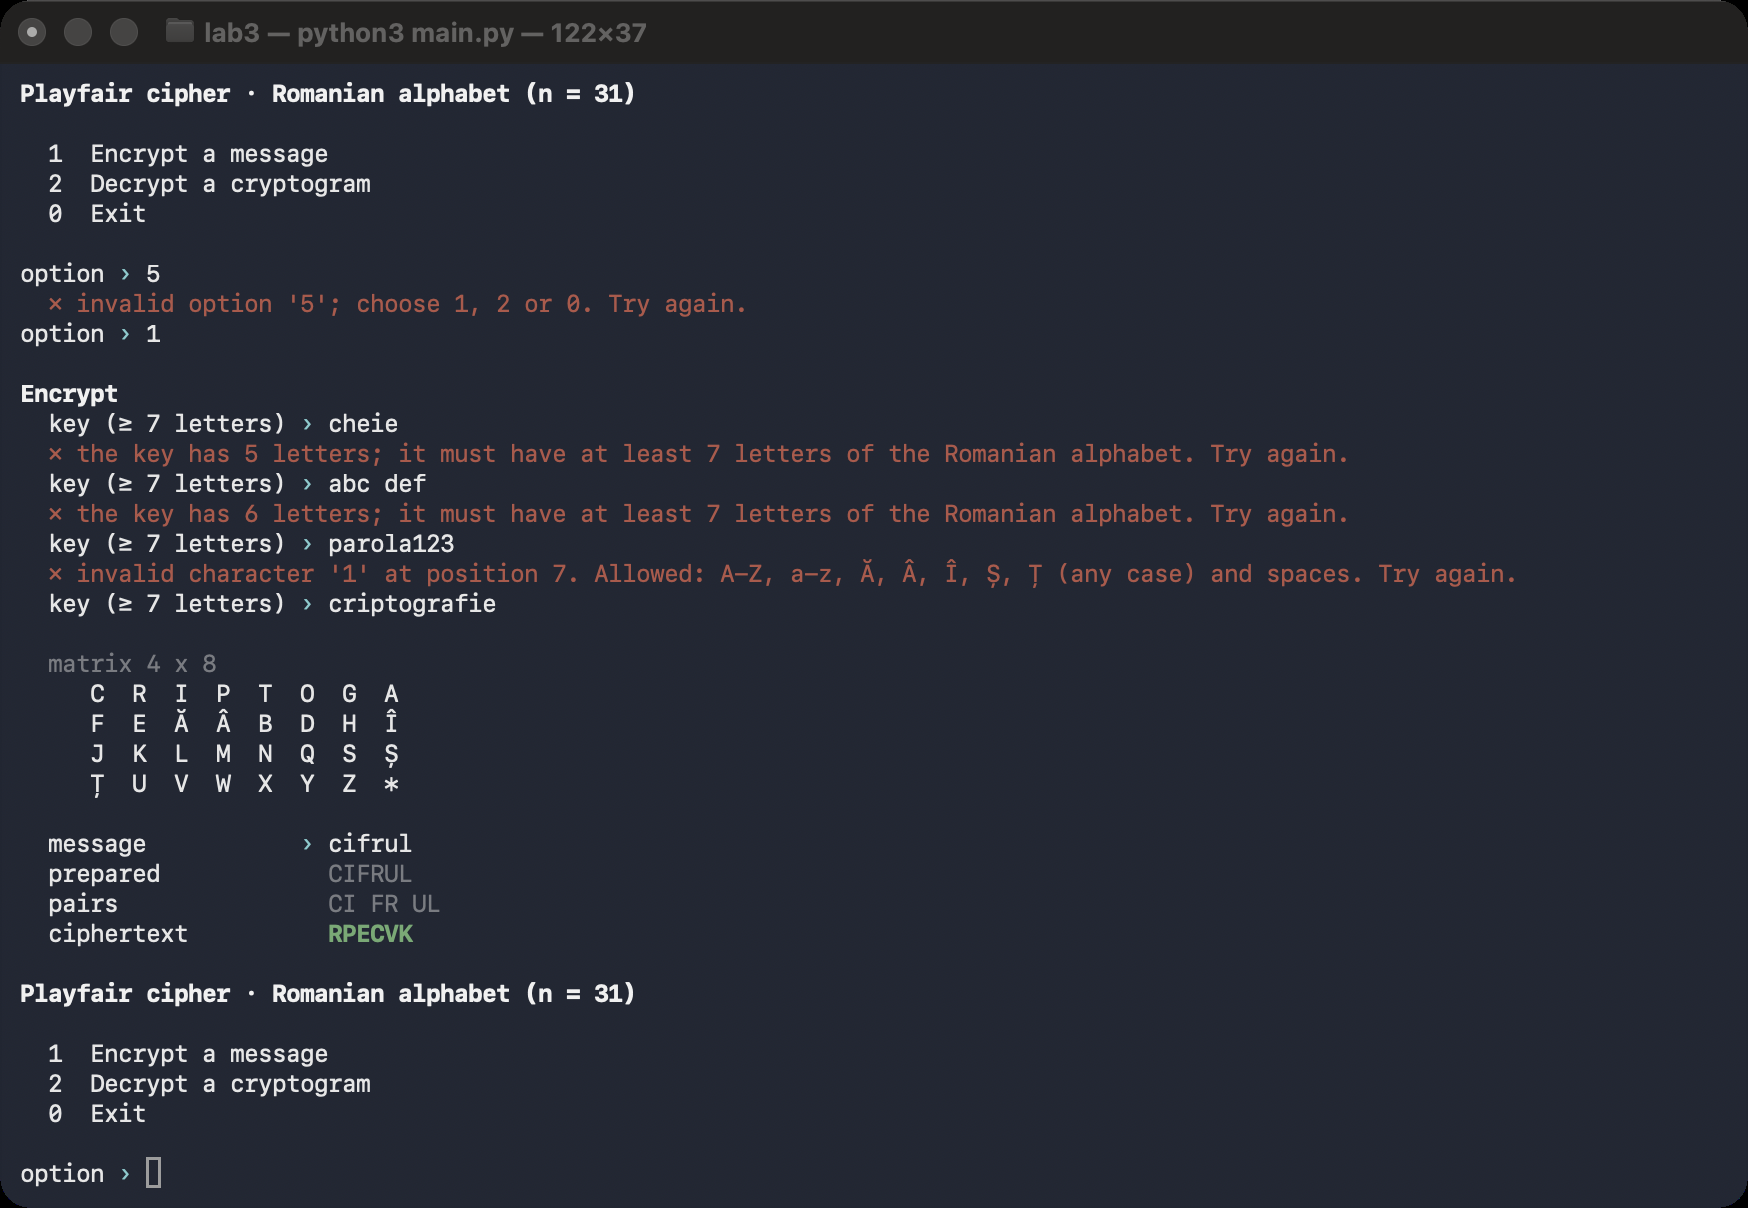 lab3 — python3 main.py — 122×37
Playfair cipher · Romanian alphabet (n = 31)
1 Encrypt a message
2 Decrypt a cryptogram
0 Exit
option › 5
× invalid option '5'; choose 1, 2 or 0. Try again.
option › 1
Encrypt
key (≥ 7 letters) › cheie
× the key has 5 letters; it must have at least 7 letters of the Romanian alphabet. Try again.
key (≥ 7 letters) › abc def
× the key has 6 letters; it must have at least 7 letters of the Romanian alphabet. Try again.
key (≥ 7 letters) › parola123
× invalid character '1' at position 7. Allowed: A–Z, a–z, Ă, Â, Î, Ș, Ț (any case) and spaces. Try again.
key (≥ 7 letters) › criptografie
matrix 4 x 8
C R I P T O G A
F E Ă Â B D H Î
J K L M N Q S Ș
Ț U V W X Y Z *
message › cifrul
prepared CIFRUL
pairs CI FR UL
ciphertext RPECVK
Playfair cipher · Romanian alphabet (n = 31)
1 Encrypt a message
2 Decrypt a cryptogram
0 Exit
option ›